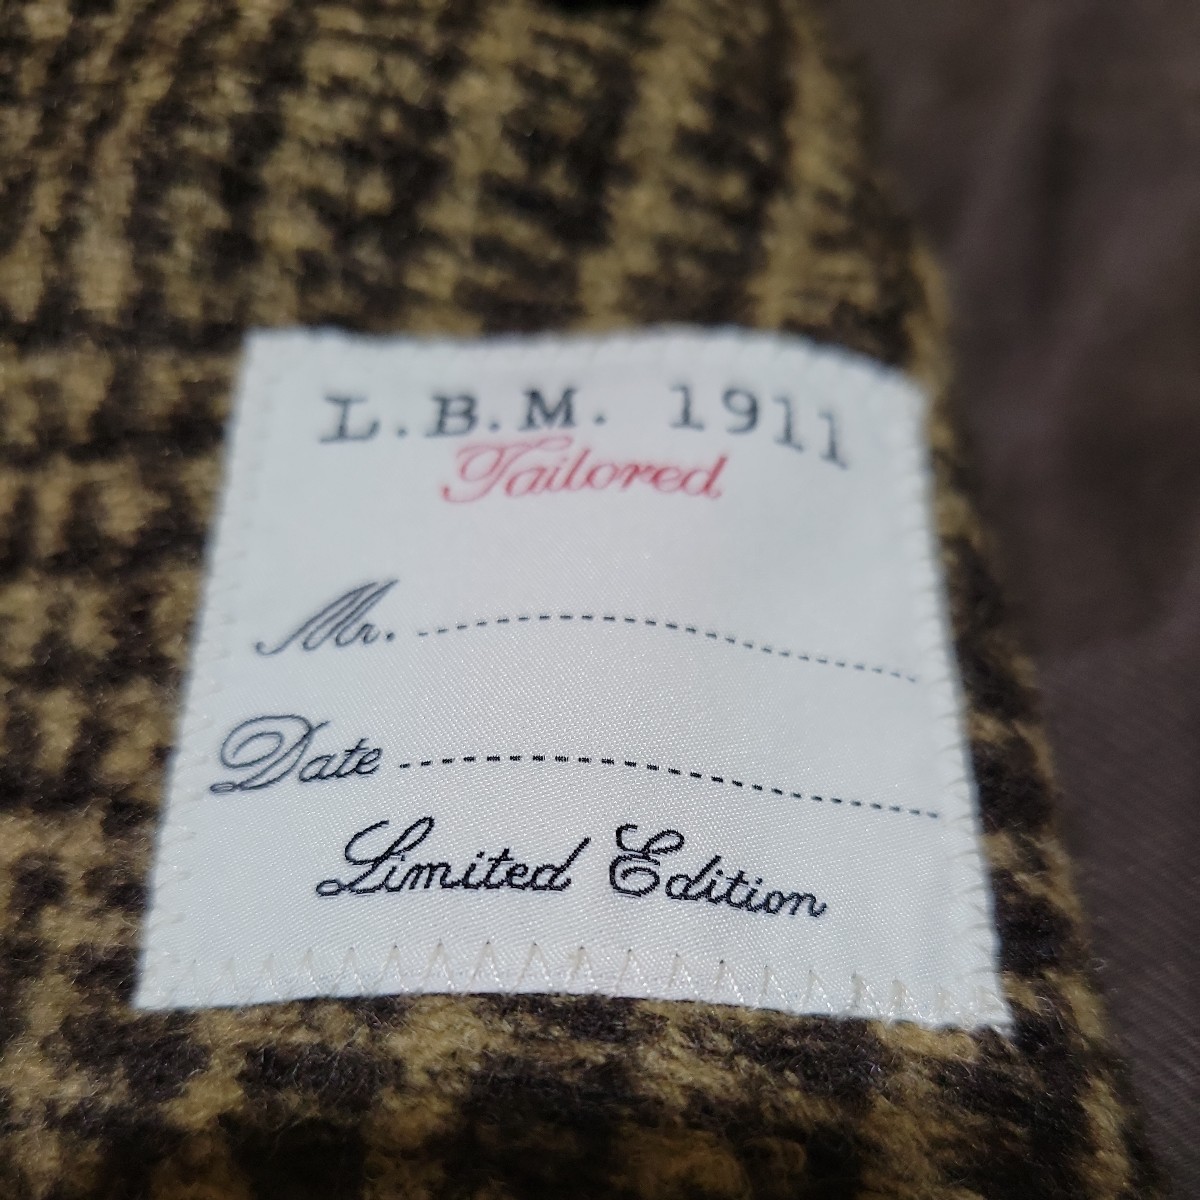 L.B.M. 1911
Tailored
Mr.
Date
Limited Edition